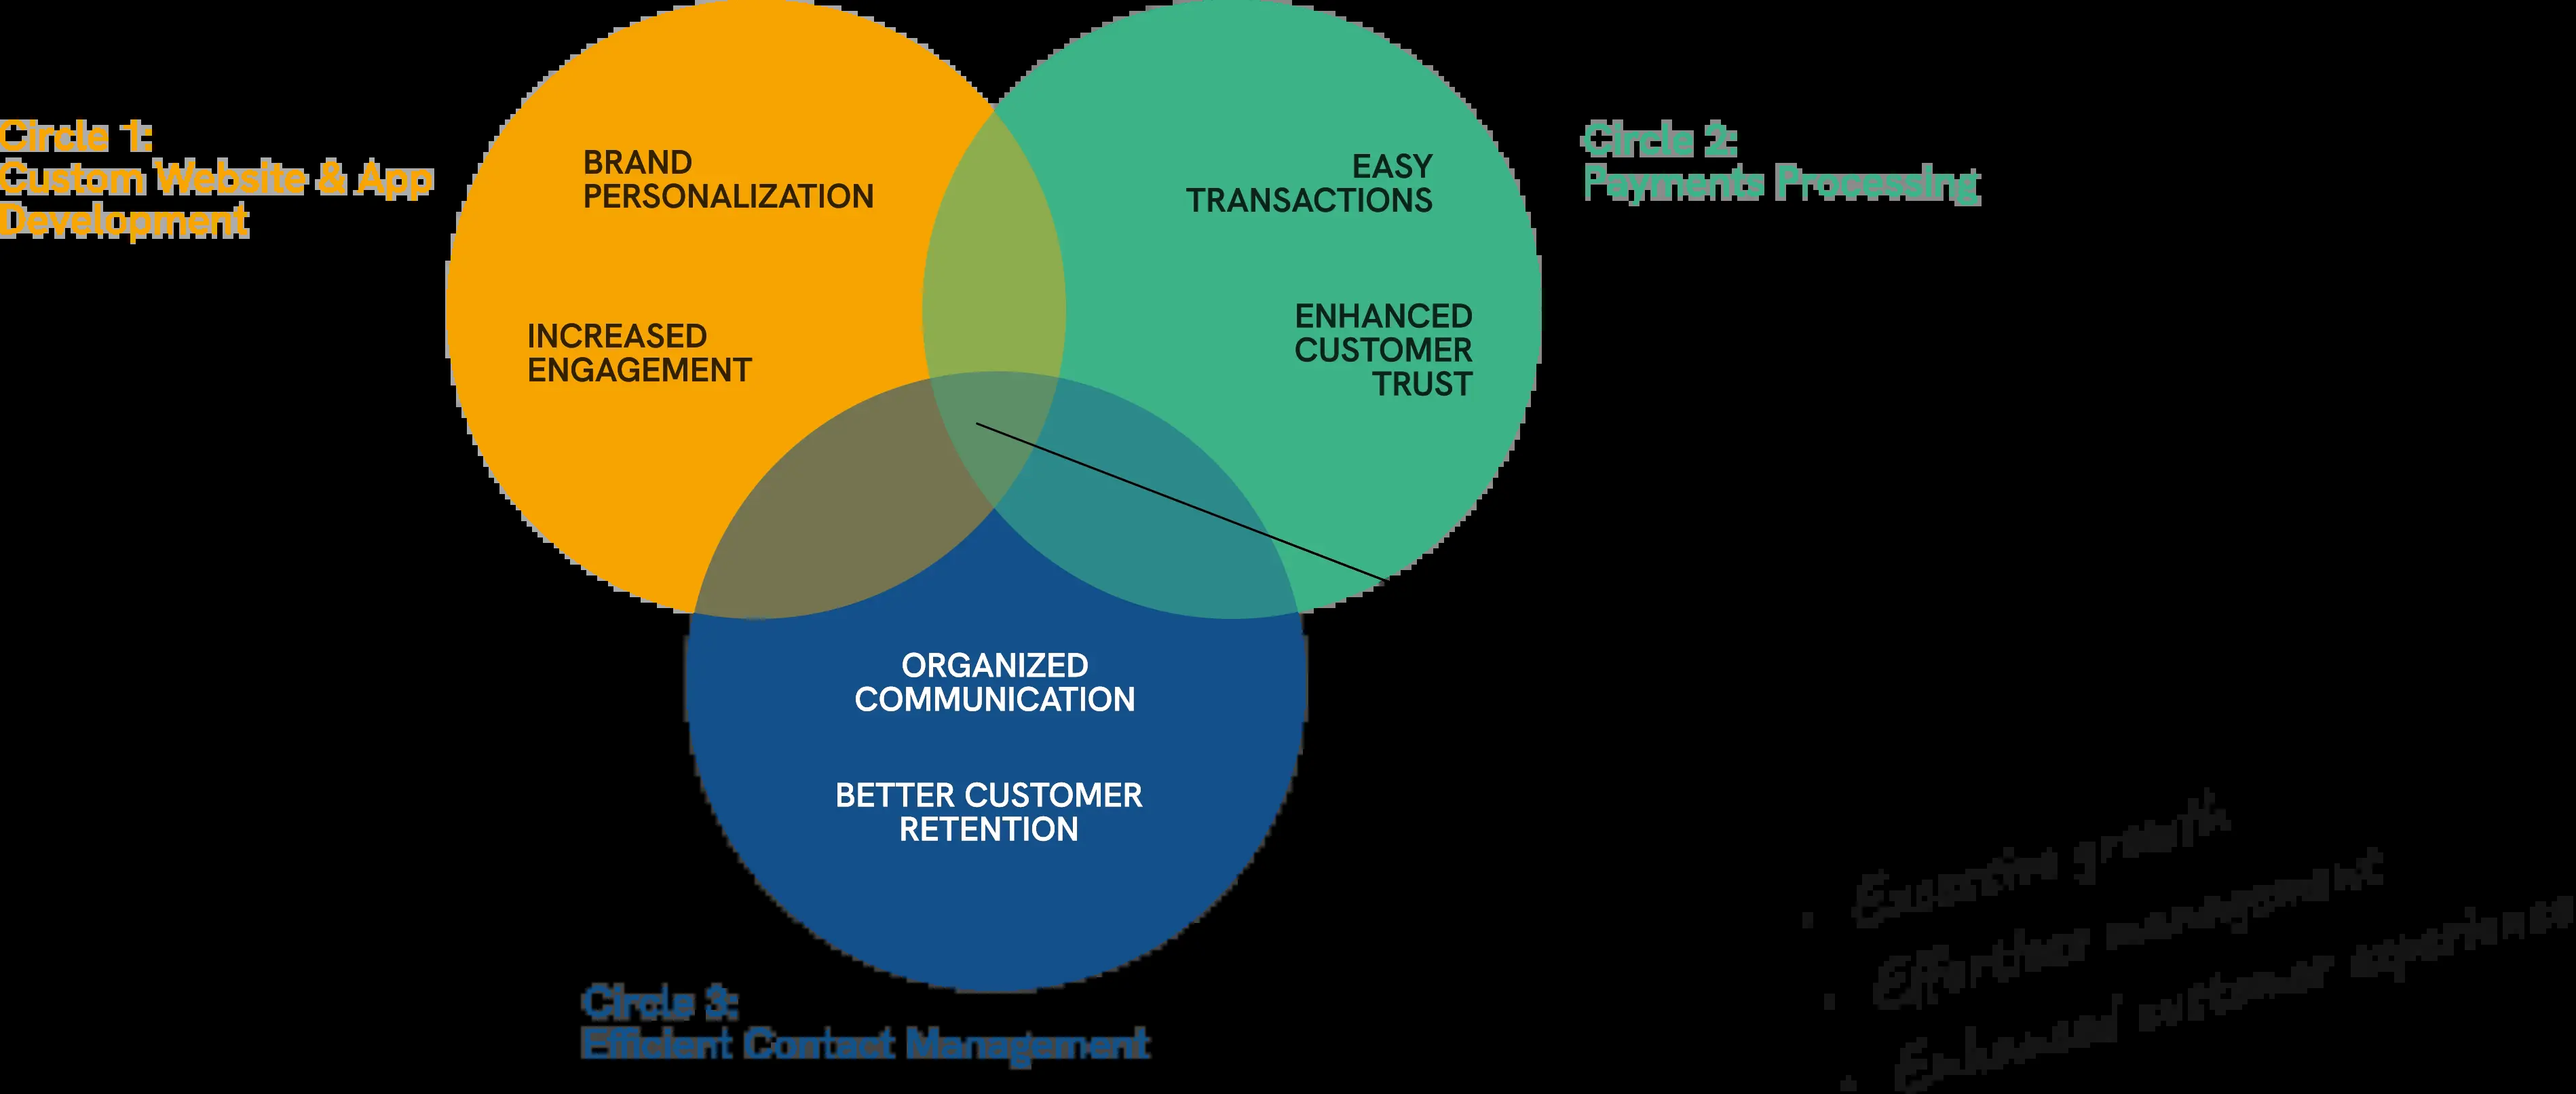 Circle 1:
Custom Website & App
Development
BRAND
PERSONALIZATION
INCREASED
ENGAGEMENT
EASY
TRANSACTIONS
ENHANCED
CUSTOMER
TRUST
Circle 2:
Payments Processing
ORGANIZED
COMMUNICATION
BETTER CUSTOMER
RETENTION
Circle 3:
Efficient Contact Management
growth
· Effortless management
· Enhanced customer experience